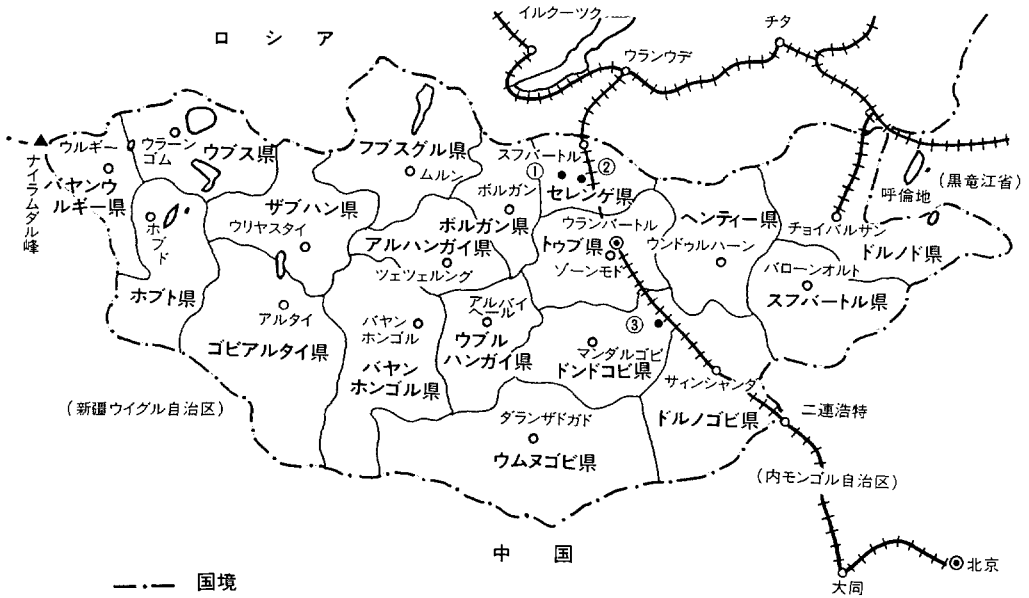 ロシア
イルクーツク
チタ
ウランウデ
ナイラムダル峰
ウルギー
バヤンウ
ルギー県
ウラーン
ゴム
ウブス県
ホブド
ホブト県
フブスグル県
ムルン
ザブハン県
ウリヤスタイ
アルハンガイ県
ツェツェルレング
ボルガン
ボルガン県
スフバートル
①
②
セレンゲ県
ウランバートル
トゥブ県
ゾーンモド
ヘンティー県
ウンドゥルハーン
呼倫地
(黒竜江省)
チョイバルサン
ドルノド県
バローンオルト
スフバートル県
アルタイ
ゴビアルタイ県
バヤン
ホンゴル
バヤン
ホンゴル県
アルバイ
ヘール
ウブル
ハンガイ県
③
マンダルゴビ
ドンドコビ県
サィンシャンダ
ドルノゴビ県
ダランザドガド
ウムヌゴビ県
(新疆ウイグル自治区)
二連浩特
(内モンゴル自治区)
中国
北京
大同
国境